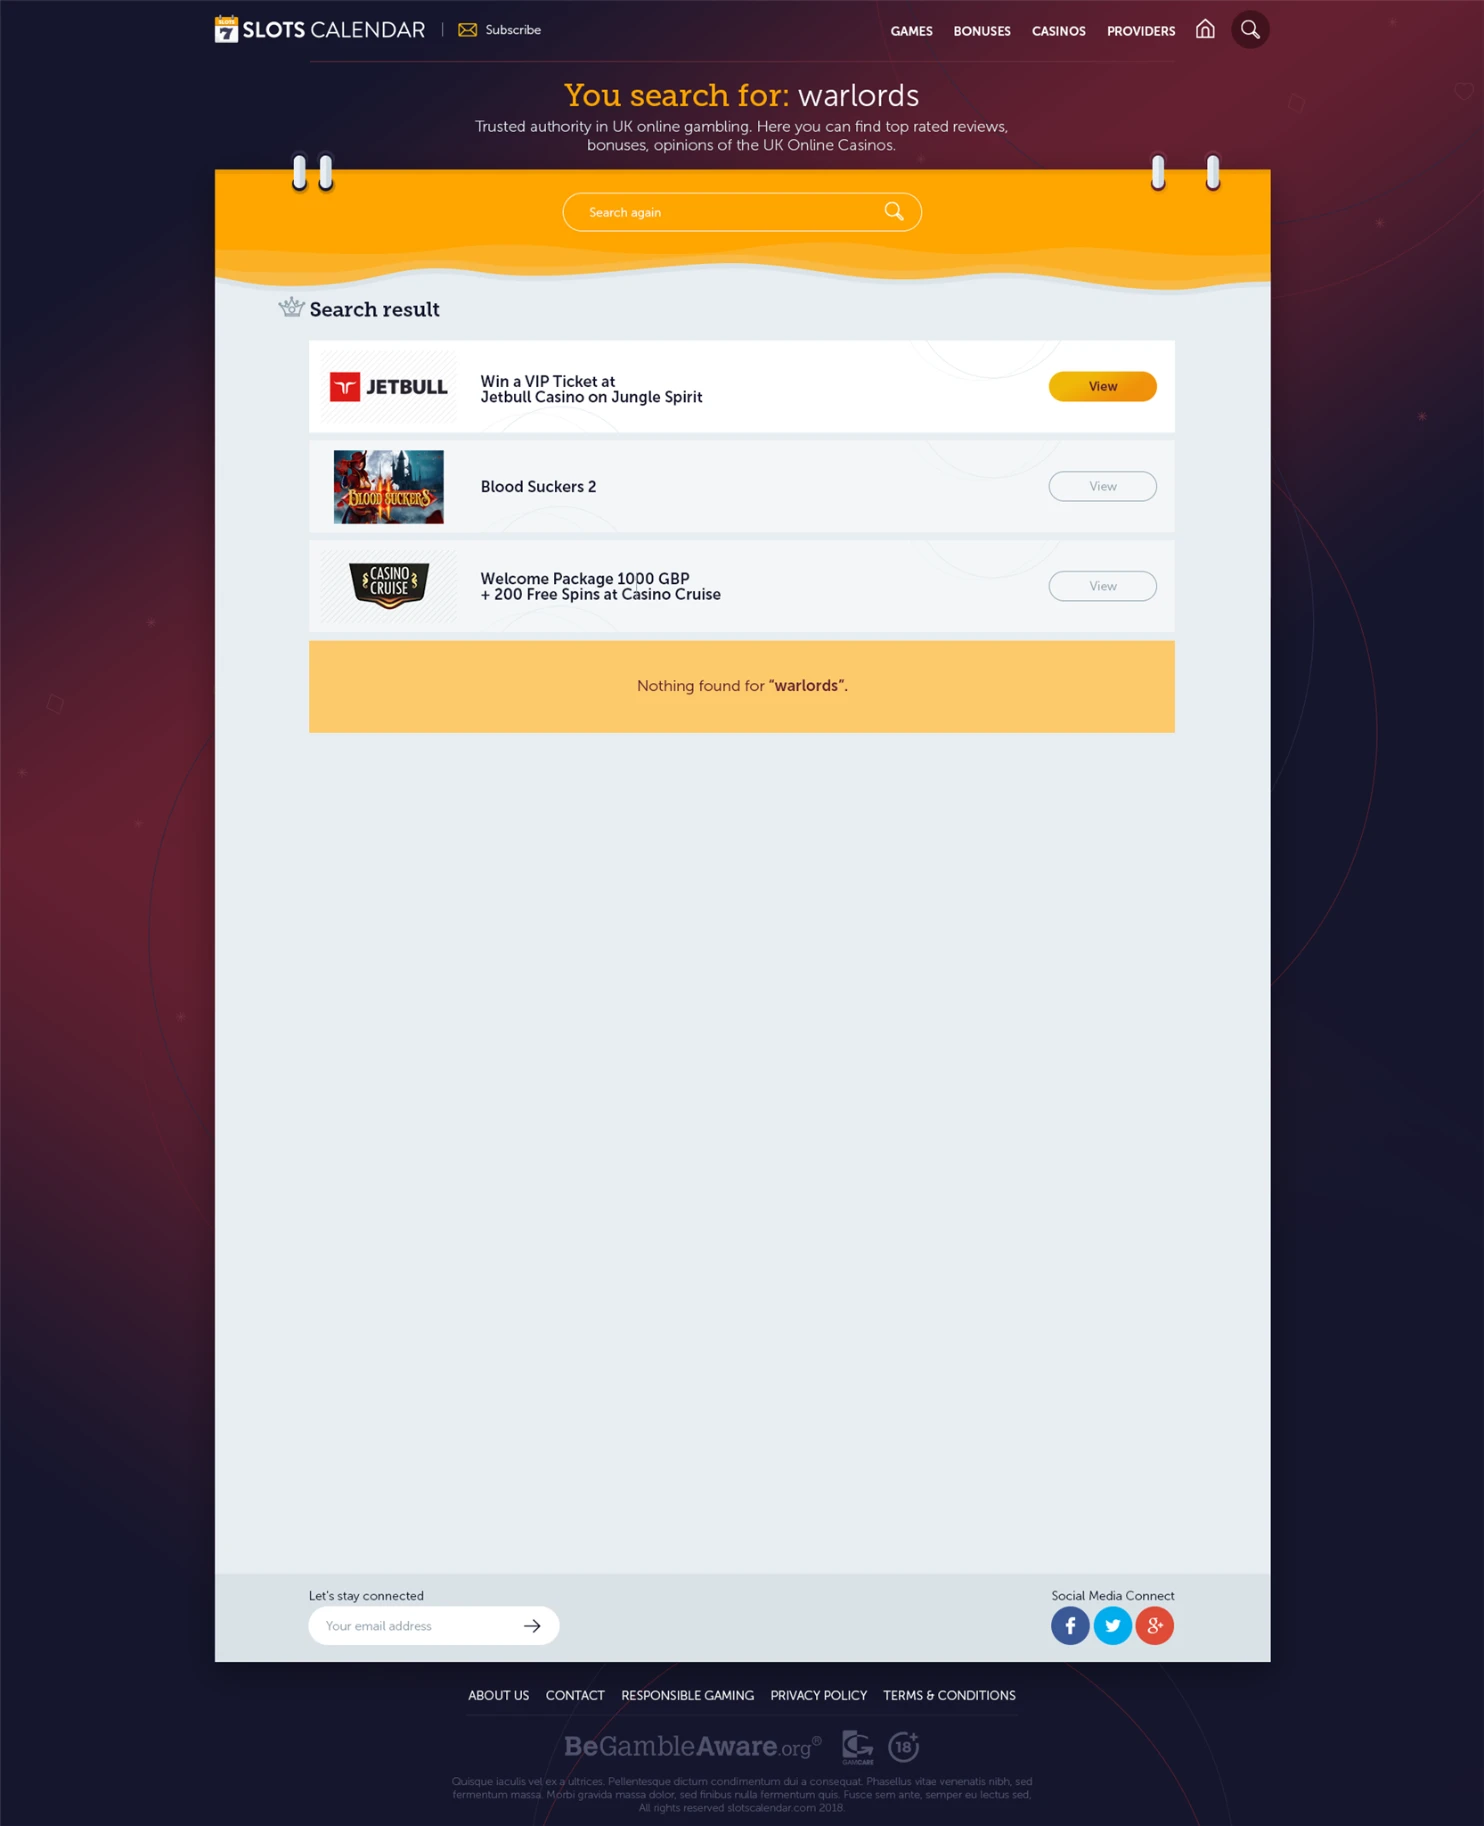 SLOTS
7
SLOTS CALENDAR
Subscribe
GAMES
BONUSES
CASINOS
PROVIDERS
You search for: warlords
Trusted authority in UK online gambling. Here you can find top rated reviews,
bonuses, opinions of the UK Online Casinos.
Search again
Search result
JETBULL
Win a VIP Ticket at
Jetbull Casino on Jungle Spirit
View
BLOOD SUCKERS
II
Blood Suckers 2
View
CASINO
CRUISE
Welcome Package 1000 GBP
+ 200 Free Spins at Casino Cruise
View
Nothing found for “warlords”.
Let's stay connected
Your email address
Social Media Connect
f
g+
ABOUT US
CONTACT
RESPONSIBLE GAMING
PRIVACY POLICY
TERMS & CONDITIONS
BeGambleAware.org®
GAMCARE
18+
Quisque iaculis vel ex a ultrices. Pellentesque dictum condimentum dui a consequat. Phasellus vitae venenatis nibh, sed
fermentum massa. Morbi gravida massa dolor, sed finibus nulla fermentum quis. Fusce sem ante, semper eu lectus sed,
All rights reserved slotscalendar.com 2018.